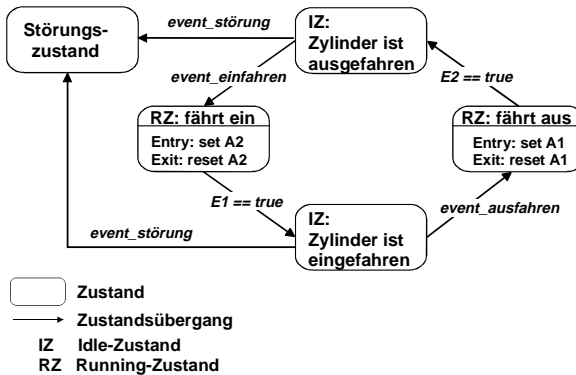 Störungs-
zustand
event_störung
IZ:
Zylinder ist
ausgefahren
event_einfahren
E2 == true
RZ: fährt ein
Entry: set A2
Exit: reset A2
RZ: fährt aus
Entry: set A1
Exit: reset A1
E1 == true
event_ausfahren
event_störung
IZ:
Zylinder ist
eingefahren
Zustand
Zustandsübergang
IZ Idle-Zustand
RZ Running-Zustand